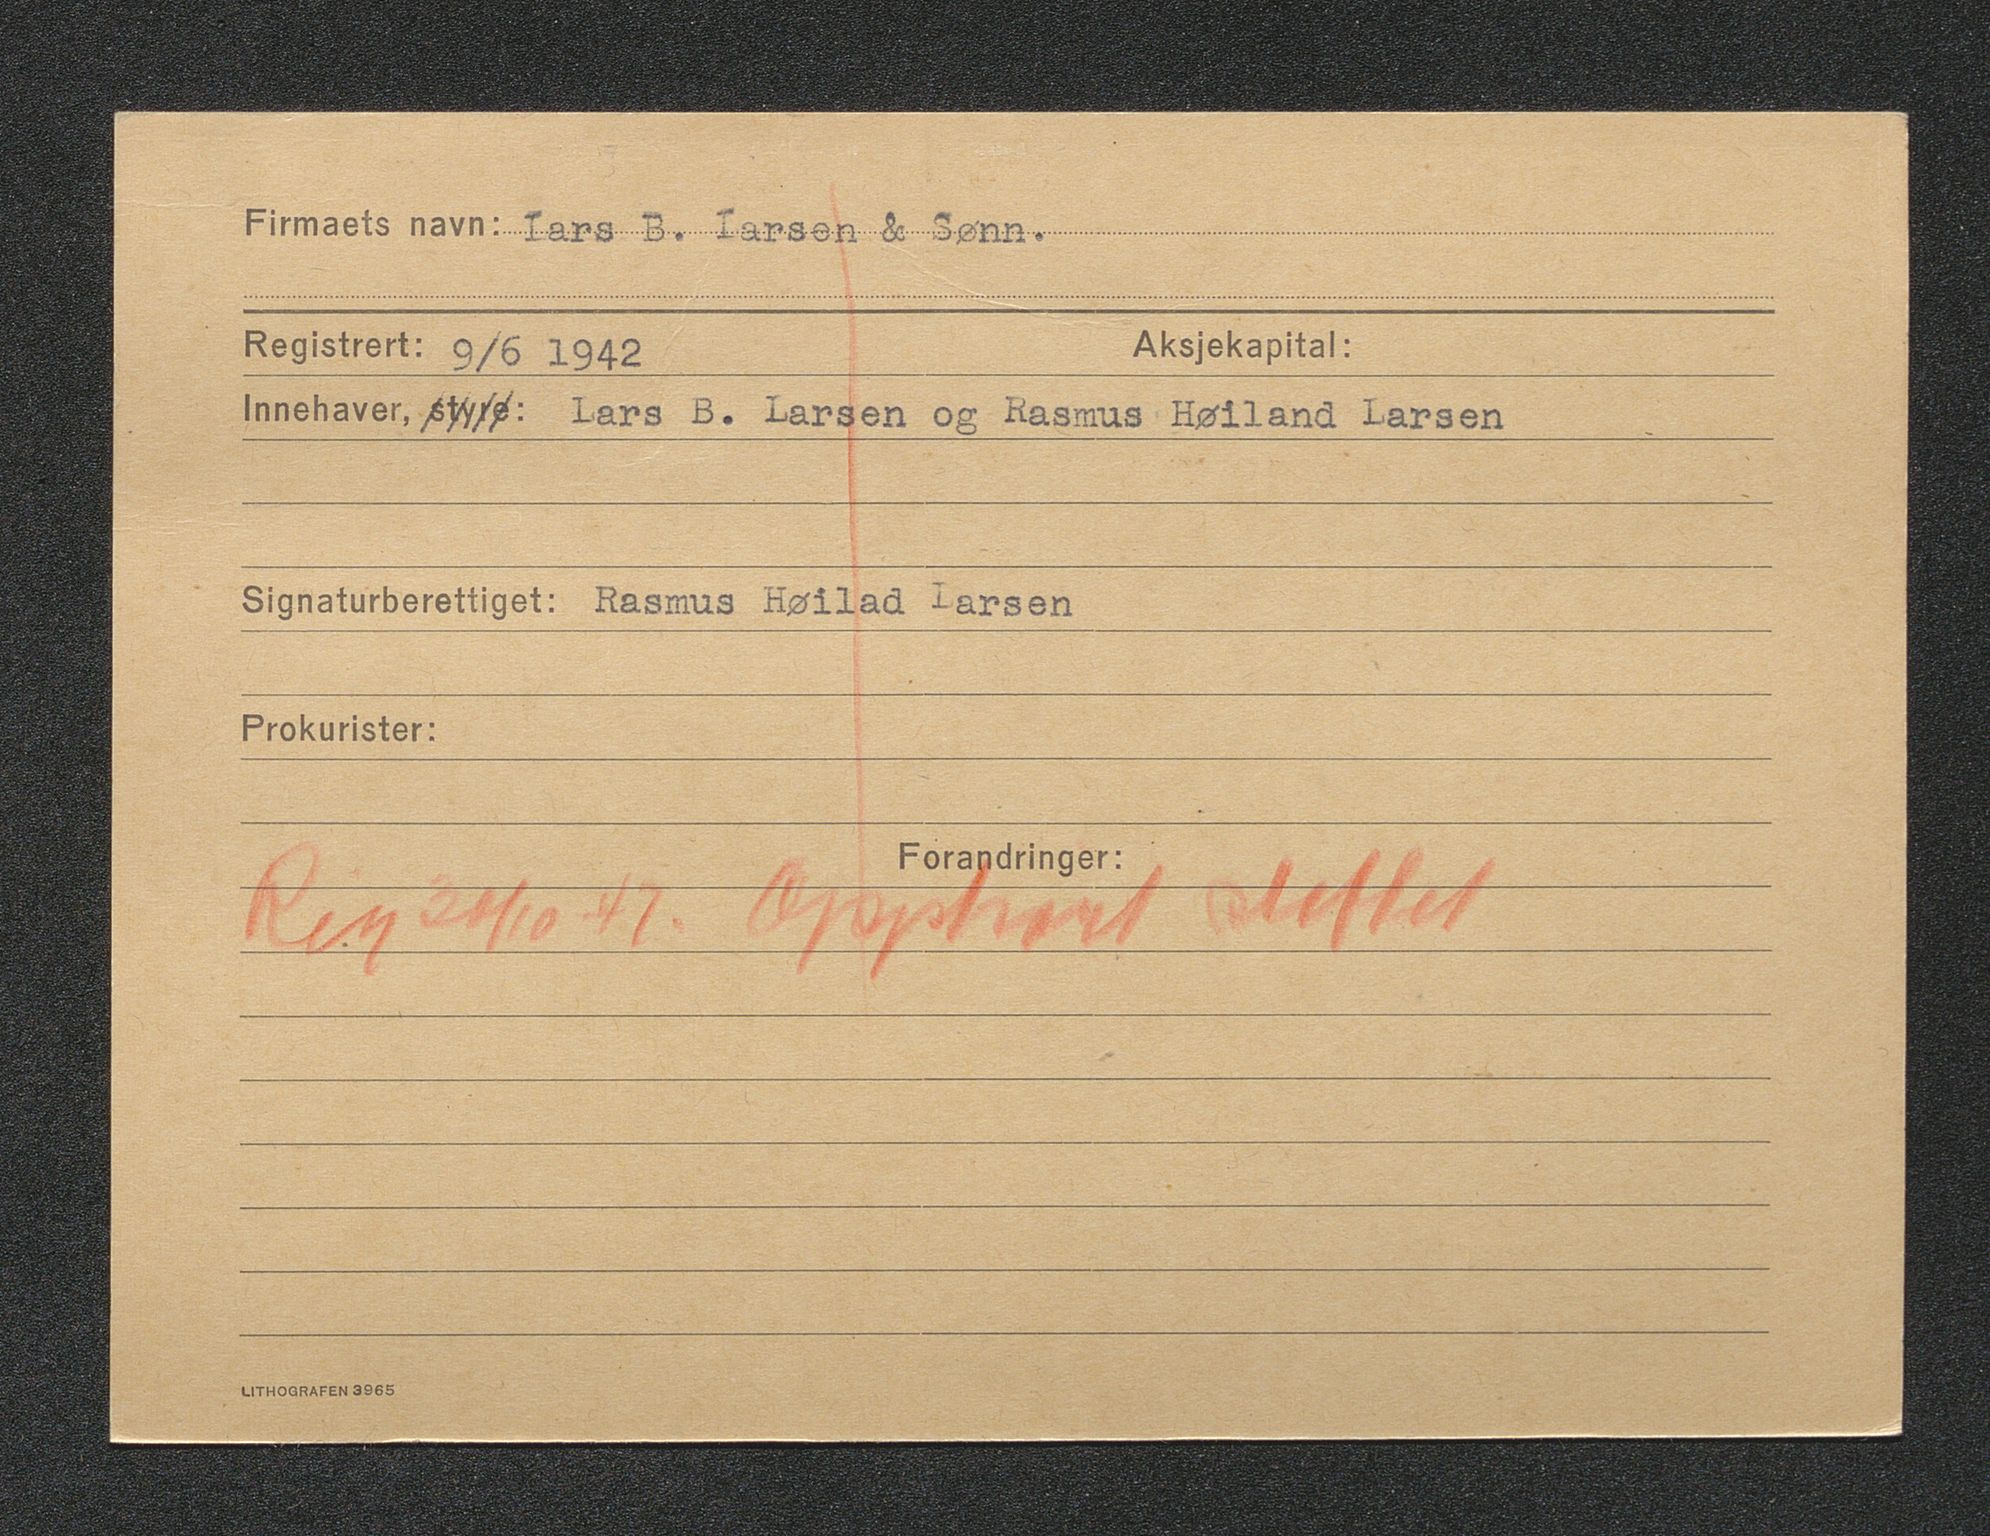 Firmaets navn: Lars B. Larsen & Sønn.
Registrert: 9/6 1942 Aksjekapital:
Innehaver, styre: Lars B. Larsen og Rasmus Høiland Larsen
Signaturberettiget: Rasmus Høilad Larsen
Prokurister:
Forandringer:
Reg 20/10 47. Opphørt slettet
LITHOGRAFEN 3965